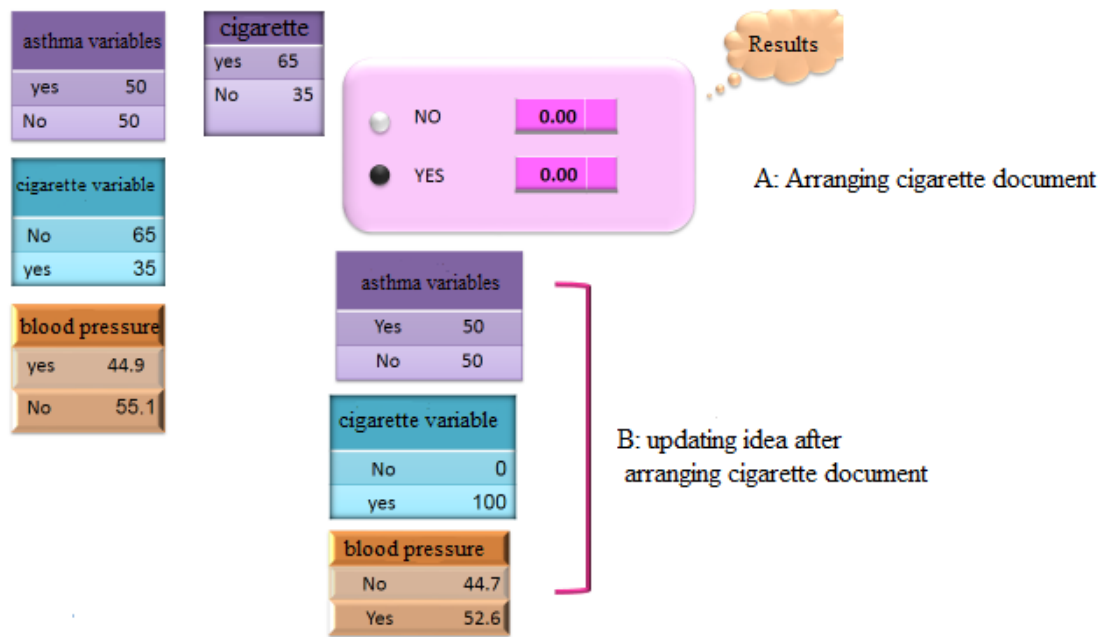 asthma variables
yes 50
No 50
cigarette
yes 65
No 35
Results
NO 0.00
YES 0.00
A: Arranging cigarette document
cigarette variable
No 65
yes 35
blood pressure
yes 44.9
No 55.1
asthma variables
Yes 50
No 50
cigarette variable
No 0
yes 100
blood pressure
No 44.7
Yes 52.6
B: updating idea after
arranging cigarette document